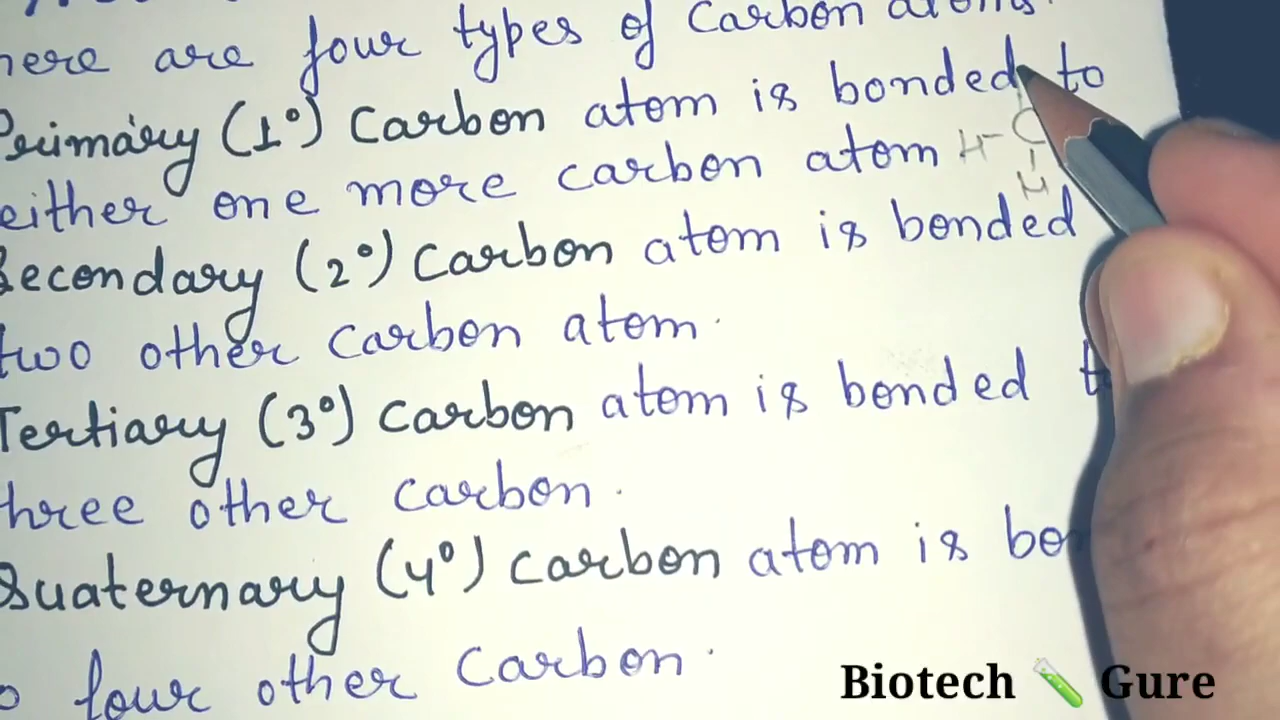 here are four types of Carbon atoms.
Primary (1°) Carbon atom is bonded to
either one more carbon atom H-C
H
Secondary (2°) Carbon atom is bonded
two other carbon atom.
Tertiary (3°) carbon atom is bonded t
three other carbon.
Quaternary (4°) carbon atom is bo
o four other Carbon.
Biotech Gure